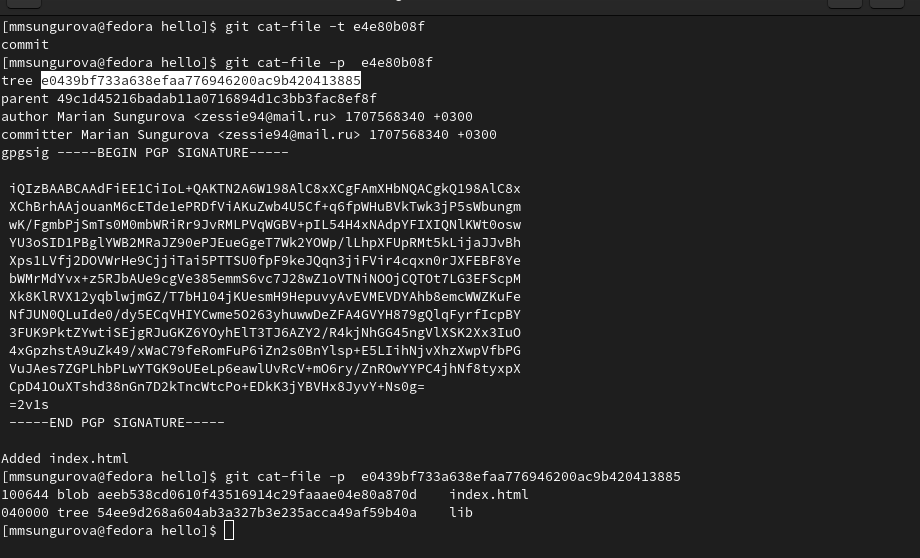 [mmsungurova@fedora hello]$ git cat-file -t e4e80b08f
commit
[mmsungurova@fedora hello]$ git cat-file -p  e4e80b08f
tree e0439bf733a638efaa776946200ac9b420413885
parent 49c1d45216badab11a0716894d1c3bb3fac8ef8f
author Marian Sungurova <zessie94@mail.ru> 1707568340 +0300
committer Marian Sungurova <zessie94@mail.ru> 1707568340 +0300
gpgsig -----BEGIN PGP SIGNATURE-----
iQIzBAABCAAdFiEE1CiIoL+QAKTN2A6W198AlC8xXCgFAmXHbNQACgkQ198AlC8x
XChBrhAAjouanM6cETde1ePRDfViAKuZwb4U5Cf+q6fpWHuBVkTwk3jP5sWbungm
wK/FgmbPjSmTs0M0mbWRiRr9JvRMLPVqWGBV+pIL54H4xNAdpYFIXIQNlKWt0osw
YU3oSID1PBglYWB2MRaJZ90ePJEueGgeT7Wk2YOWp/lLhpXFUpRMt5kLijaJJvBh
Xps1LVfj2DOVWrHe9CjjiTai5PTTSU0fpF9keJQqn3jiFVir4cqxn0rJXFEBF8Ye
bWMrMdYvx+z5RJbAUe9cgVe385emmS6vc7J28wZ1oVTNiNOOjCQTOt7LG3EFScpM
Xk8KlRVX12yqblwjmGZ/T7bH104jKUesmH9HepuvyAvEVMEVDYAhb8emcWWZKuFe
NfJUN0QLuIde0/dy5ECqVHIYCwme5O263yhuwwDeZFA4GVYH879gQlqFyrfIcpBY
3FUK9PktZYwtiSEjgRJuGKZ6YOyhElT3TJ6AZY2/R4kjNhGG45ngVlXSK2Xx3IuO
4xGpzhstA9uZk49/xWaC79feRomFuP6iZn2s0BnYlsp+E5LIihNjvXhzXwpVfbPG
VuJAes7ZGPLhbPLwYTGK9oUEeLp6eawlUvRcV+mO6ry/ZnROwYYPC4jhNf8tyxpX
CpD41OuXTshd38nGn7D2kTncWtcPo+EDkK3jYBVHx8JyvY+Ns0g=
=2v1s
-----END PGP SIGNATURE-----
Added index.html
[mmsungurova@fedora hello]$ git cat-file -p  e0439bf733a638efaa776946200ac9b420413885
100644 blob aeeb538cd0610f43516914c29faaae04e80a870d    index.html
040000 tree 54ee9d268a604ab3a327b3e235acca49af59b40a    lib
[mmsungurova@fedora hello]$